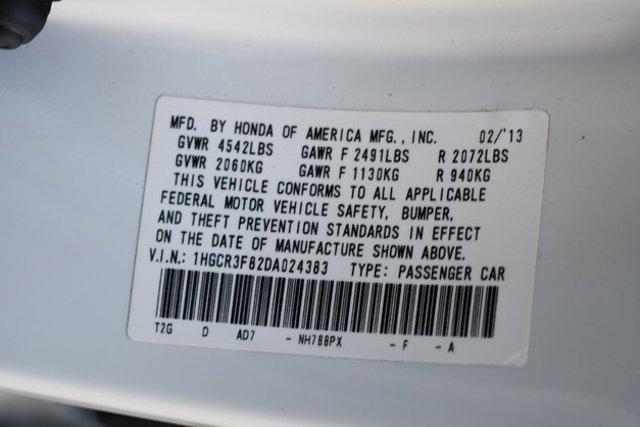 MFD. BY HONDA OF AMERICA MFG., INC. 02/'13
GVWR 4542LBS GAWR F 2491LBS R 2072LBS
GVWR 2060KG GAWR F 1130KG R 940KG
THIS VEHICLE CONFORMS TO ALL APPLICABLE
FEDERAL MOTOR VEHICLE SAFETY, BUMPER,
AND THEFT PREVENTION STANDARDS IN EFFECT
ON THE DATE OF MANUFACTURE SHOWN ABOVE.
V.I.N.: 1HGCR3F82DA024383 TYPE: PASSENGER CAR
T2G D AD7 - NH788PX - F - A